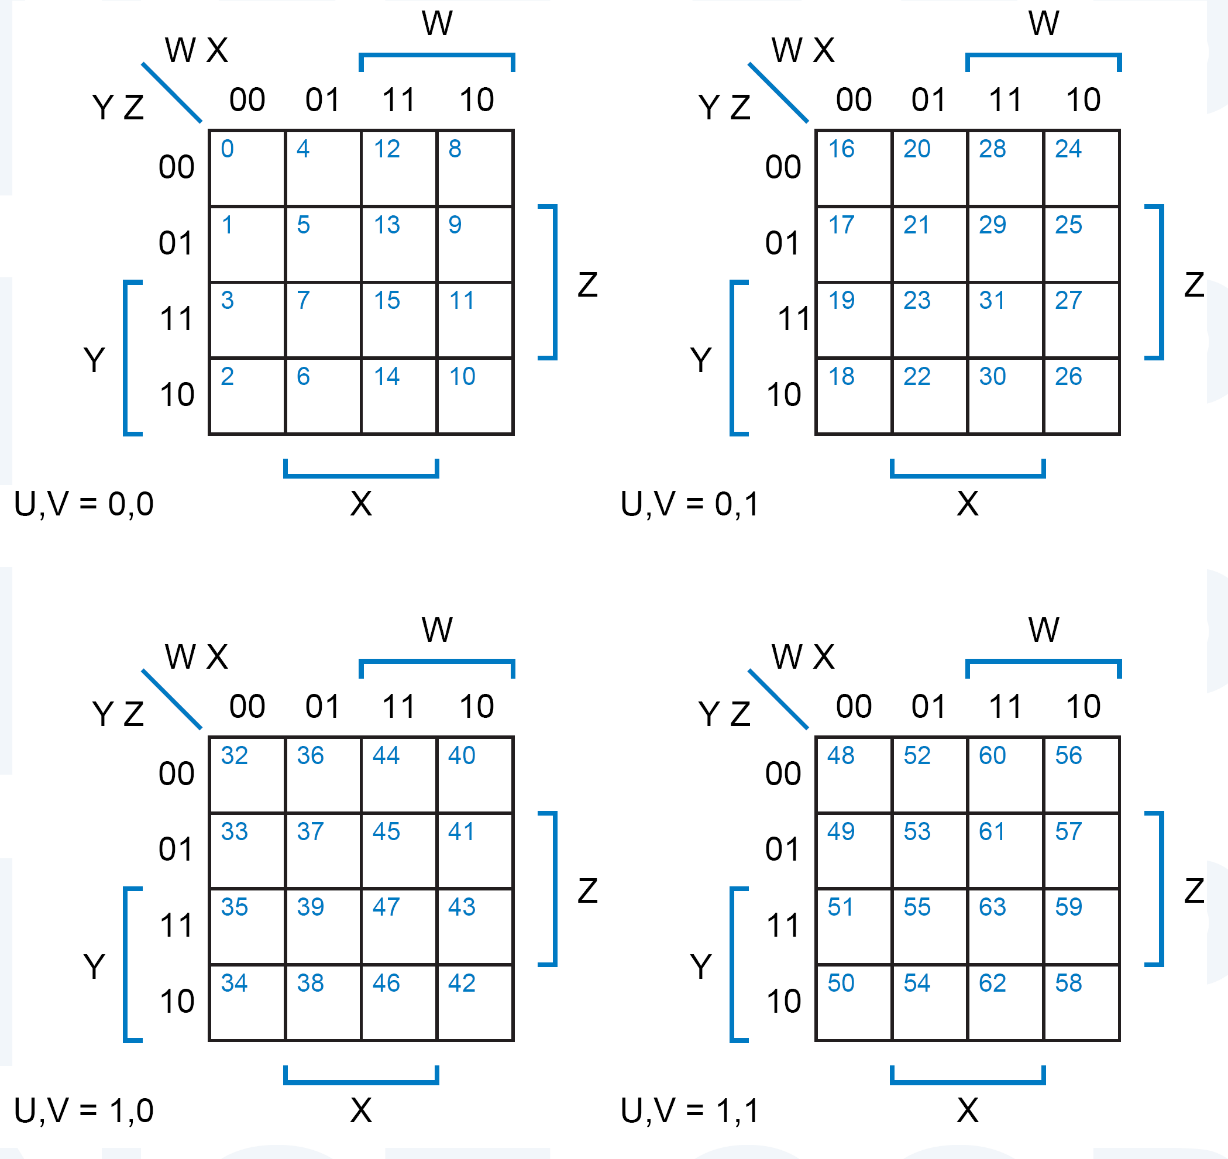 W W
W X W X
Y Z 00 01 11 10 Y Z 00 01 11 10
00 0 4 12 8 00 16 20 28 24
01 1 5 13 9 01 17 21 29 25
Z Z
11 3 7 15 11 11 19 23 31 27
Y Y
10 2 6 14 10 10 18 22 30 26
U,V = 0,0 X U,V = 0,1 X
W W
W X W X
Y Z 00 01 11 10 Y Z 00 01 11 10
00 32 36 44 40 00 48 52 60 56
01 33 37 45 41 01 49 53 61 57
Z Z
11 35 39 47 43 11 51 55 63 59
Y Y
10 34 38 46 42 10 50 54 62 58
U,V = 1,0 X U,V = 1,1 X